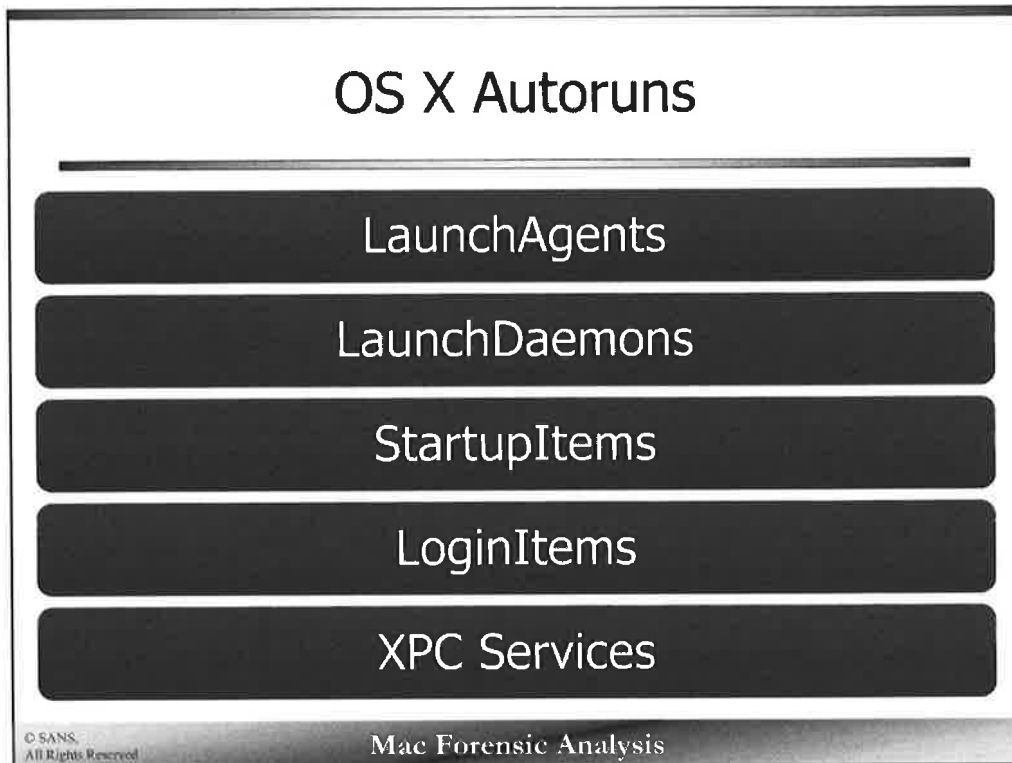 OS X Autoruns
LaunchAgents
LaunchDaemons
StartupItems
LoginItems
XPC Services
© SANS,
All Rights Reserved
Mac Forensic Analysis